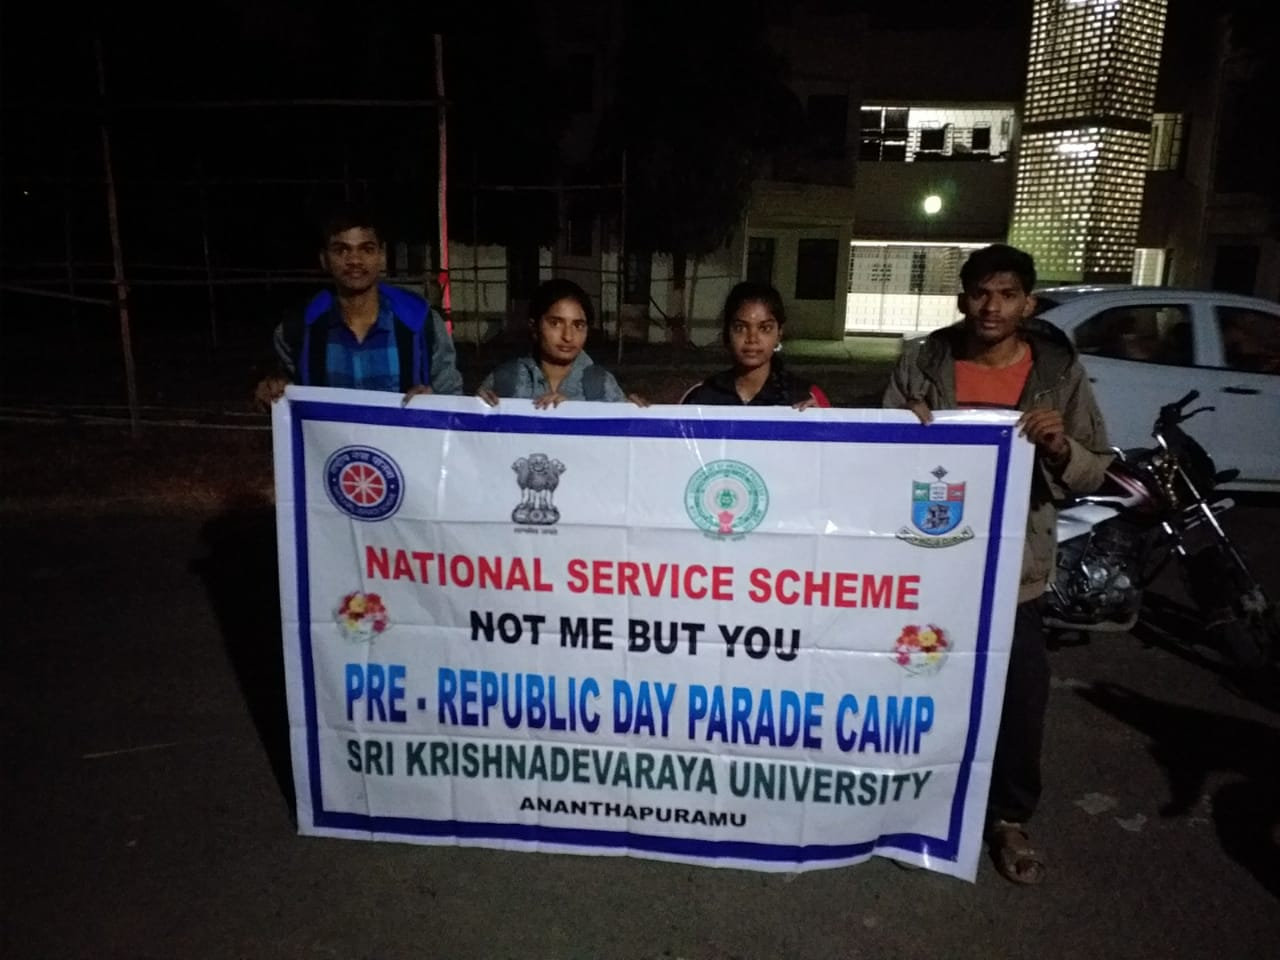 NATIONAL SERVICE SCHEME
NOT ME BUT YOU
PRE - REPUBLIC DAY PARADE CAMP
SRI KRISHNADEVARAYA UNIVERSITY
ANANTHAPURAMU